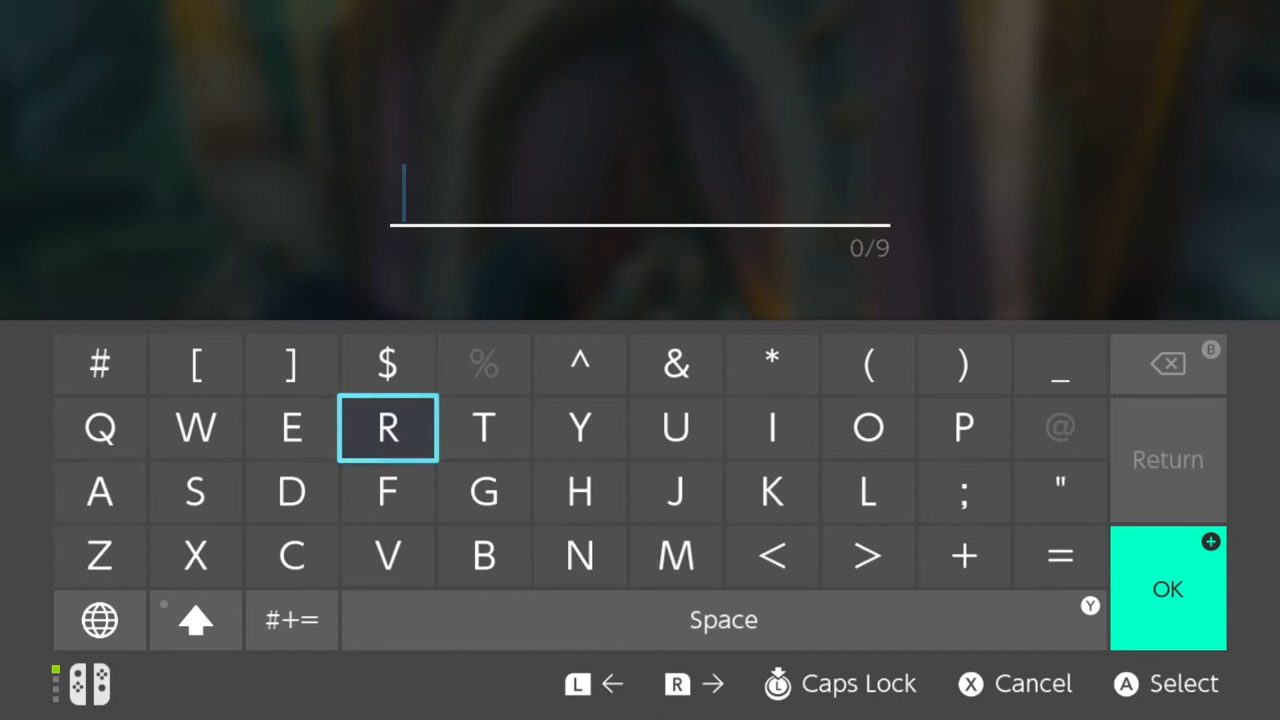 0/9
# [ ] $ % ^ & * ( ) _ B
Q W E R T Y U I O P @ Return
A S D F G H J K L ; "
Z X C V B N M < > + = OK
#+= Space Y
L ← R → L Caps Lock X Cancel A Select